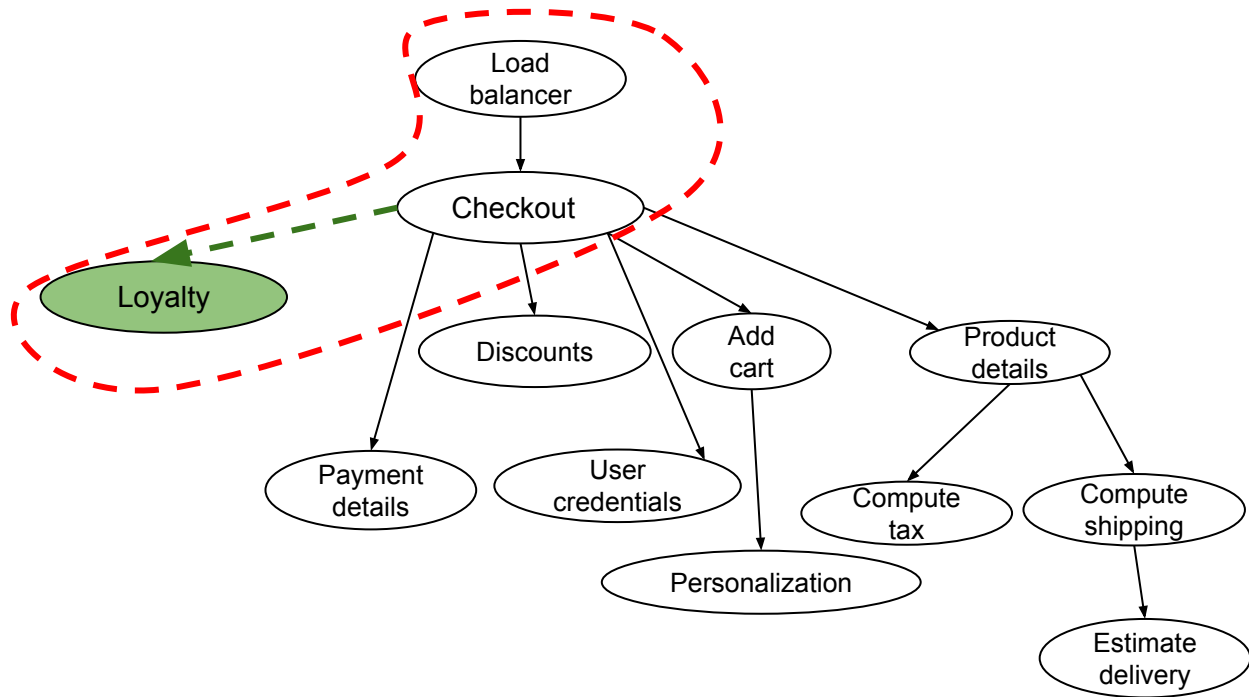 Load
balancer
Checkout
Loyalty
Discounts
Add
cart
Product
details
Payment
details
User
credentials
Compute
tax
Compute
shipping
Personalization
Estimate
delivery